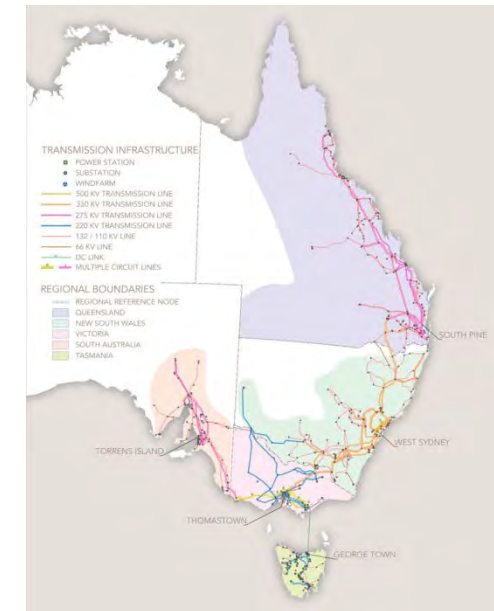 TRANSMISSION INFRASTRUCTURE
POWER STATION
SUBSTATION
WINDFARM
500 KV TRANSMISSION LINE
330 KV TRANSMISSION LINE
275 KV TRANSMISSION LINE
220 KV TRANSMISSION LINE
132 / 110 KV LINE
66 KV LINE
DC LINK
MULTIPLE CIRCUIT LINES
REGIONAL BOUNDARIES
REGIONAL REFERENCE NODE
QUEENSLAND
NEW SOUTH WALES
VICTORIA
SOUTH AUSTRALIA
TASMANIA
SOUTH PINE
WEST SYDNEY
TORRENS ISLAND
THOMASTOWN
GEORGE TOWN